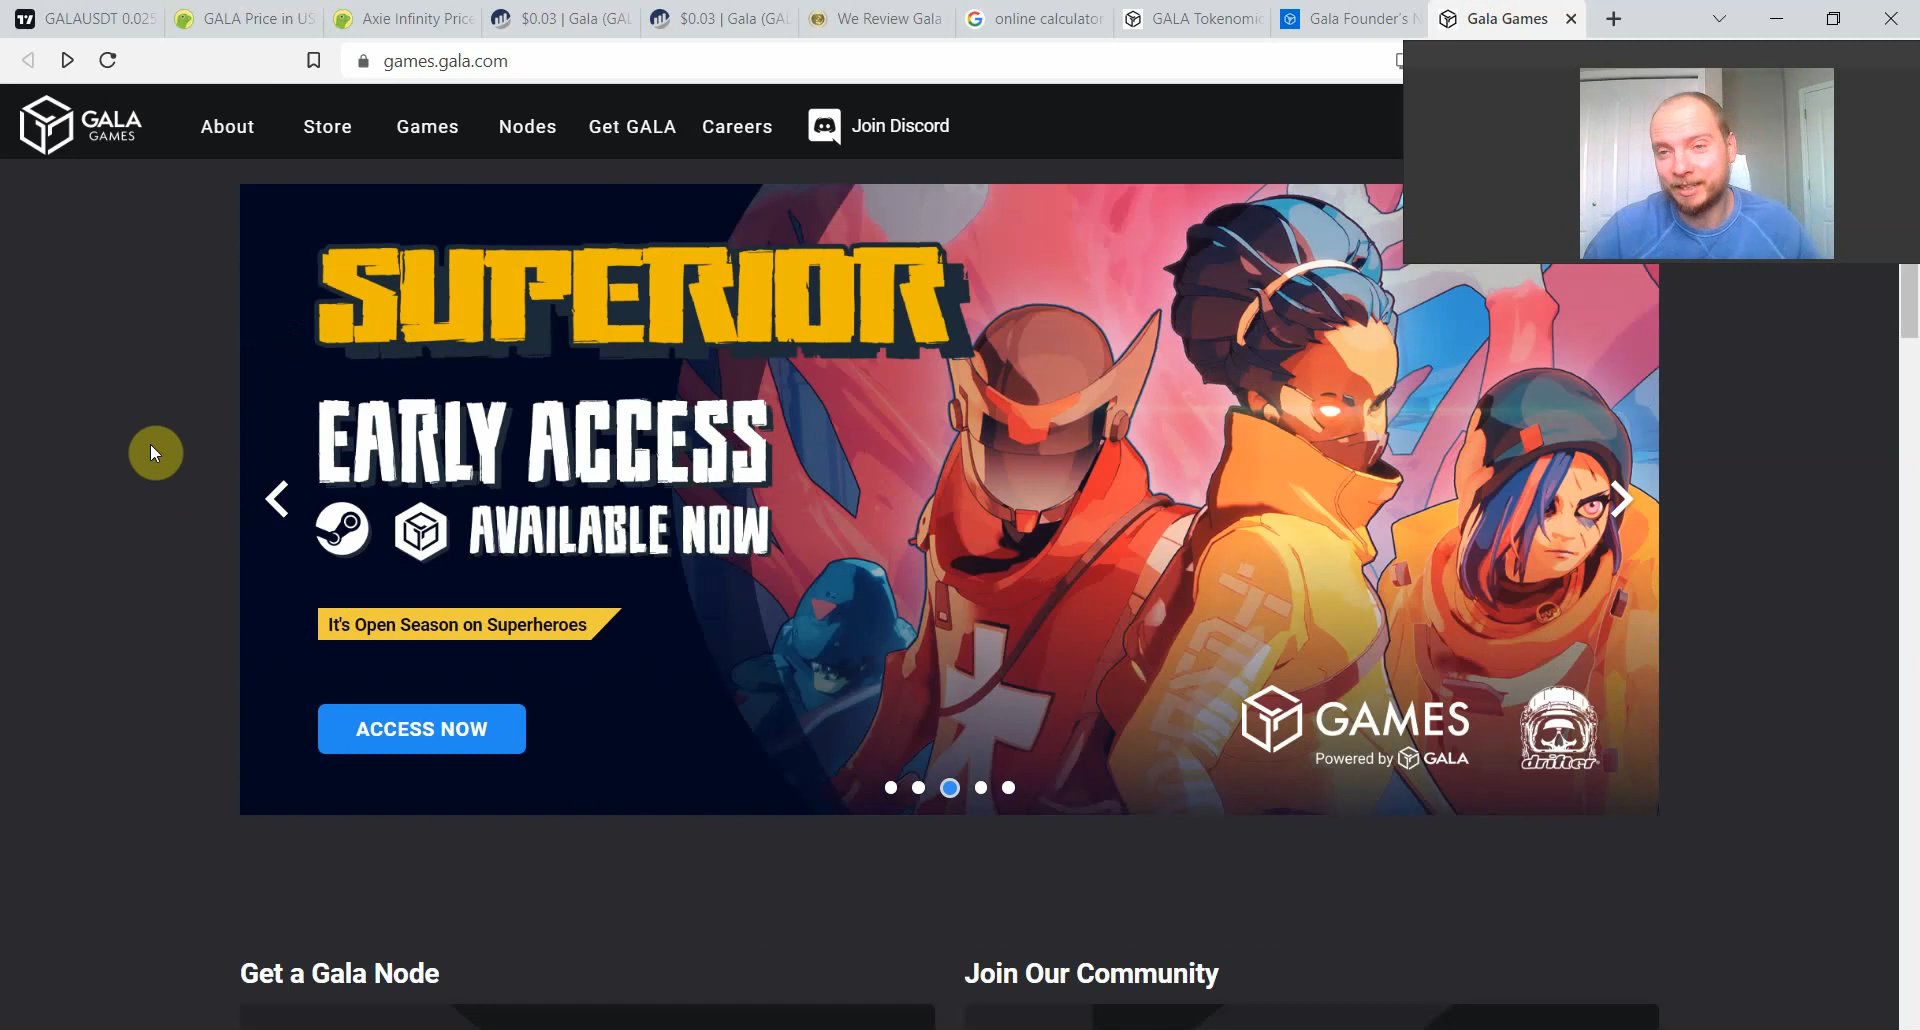 GALAUSDT 0.025
GALA Price in US
Axie Infinity Price
$0.03 | Gala (GAL
$0.03 | Gala (GAL
We Review Gala
online calculator
GALA Tokenomic
Gala Founder's N
Gala Games
games.gala.com
GALA
GAMES
About
Store
Games
Nodes
Get GALA
Careers
Join Discord
SUPERIOR
EARLY ACCESS
AVAILABLE NOW
It's Open Season on Superheroes
ACCESS NOW
GAMES
Powered by GALA
drifter
Get a Gala Node
Join Our Community